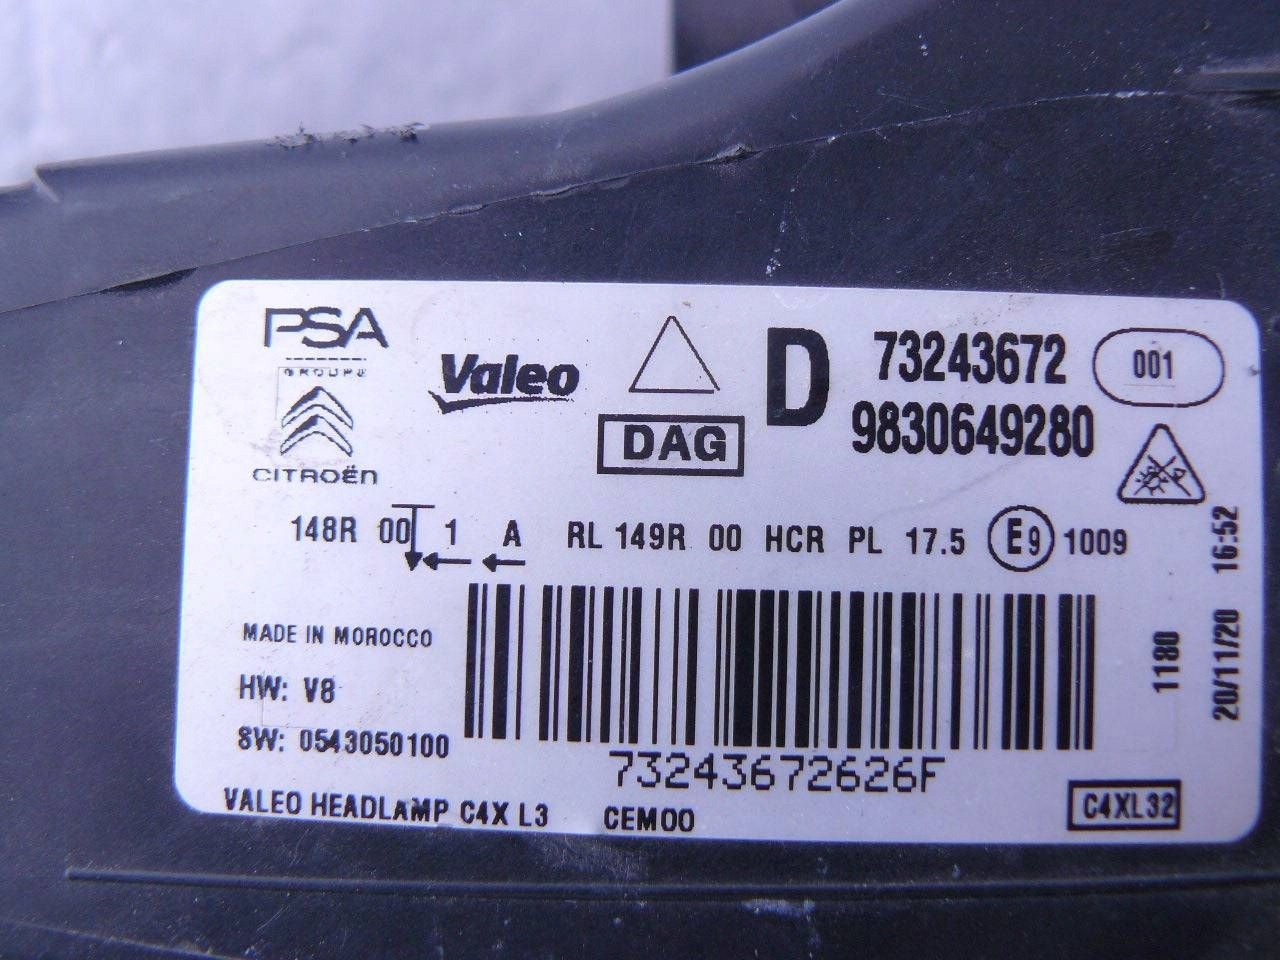 PSA
GROUPE
CITROËN
Valeo
DAG
D
73243672
9830649280
001
148R 00 1 A RL 149R 00 HCR PL 17.5 E9 1009
MADE IN MOROCCO
HW: V8
SW: 0543050100
73243672626F
VALEO HEADLAMP C4X L3 CEM00
1180
20/11/20 16:52
C4XL32